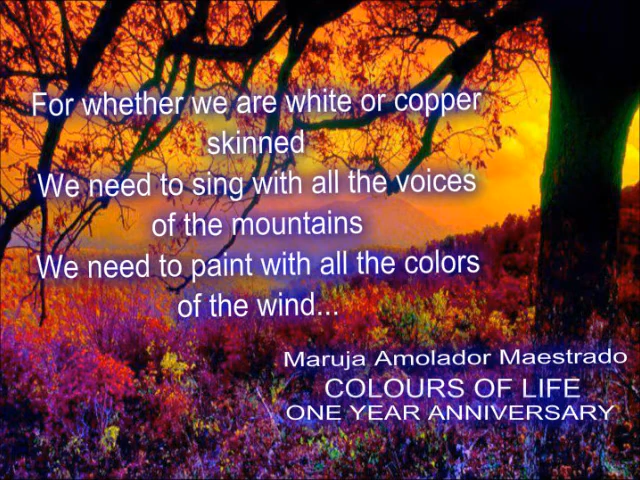 For whether we are white or copper
skinned
We need to sing with all the voices
of the mountains
We need to paint with all the colors
of the wind...
Maruja Amolador Maestrado
COLOURS OF LIFE
ONE YEAR ANNIVERSARY